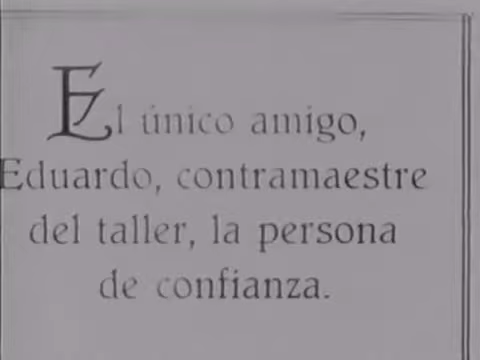 El único amigo,
Eduardo, contramaestre
del taller, la persona
de confianza.